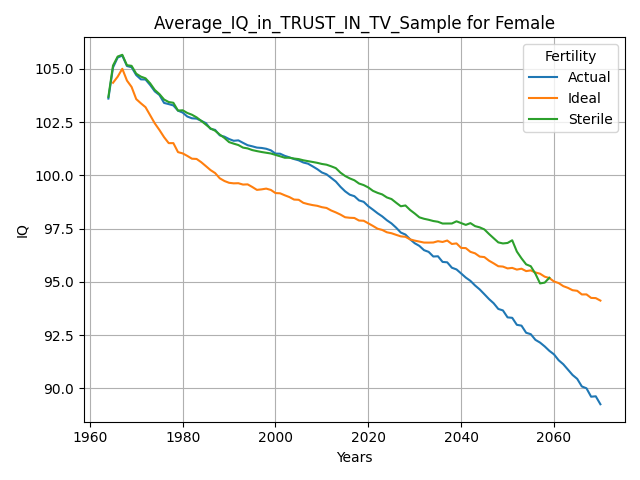 Average_IQ_in_TRUST_IN_TV_Sample for Female
Fertility
Actual
Ideal
Sterile
105.0
102.5
100.0
97.5
95.0
92.5
90.0
IQ
1960
1980
2000
2020
2040
2060
Years